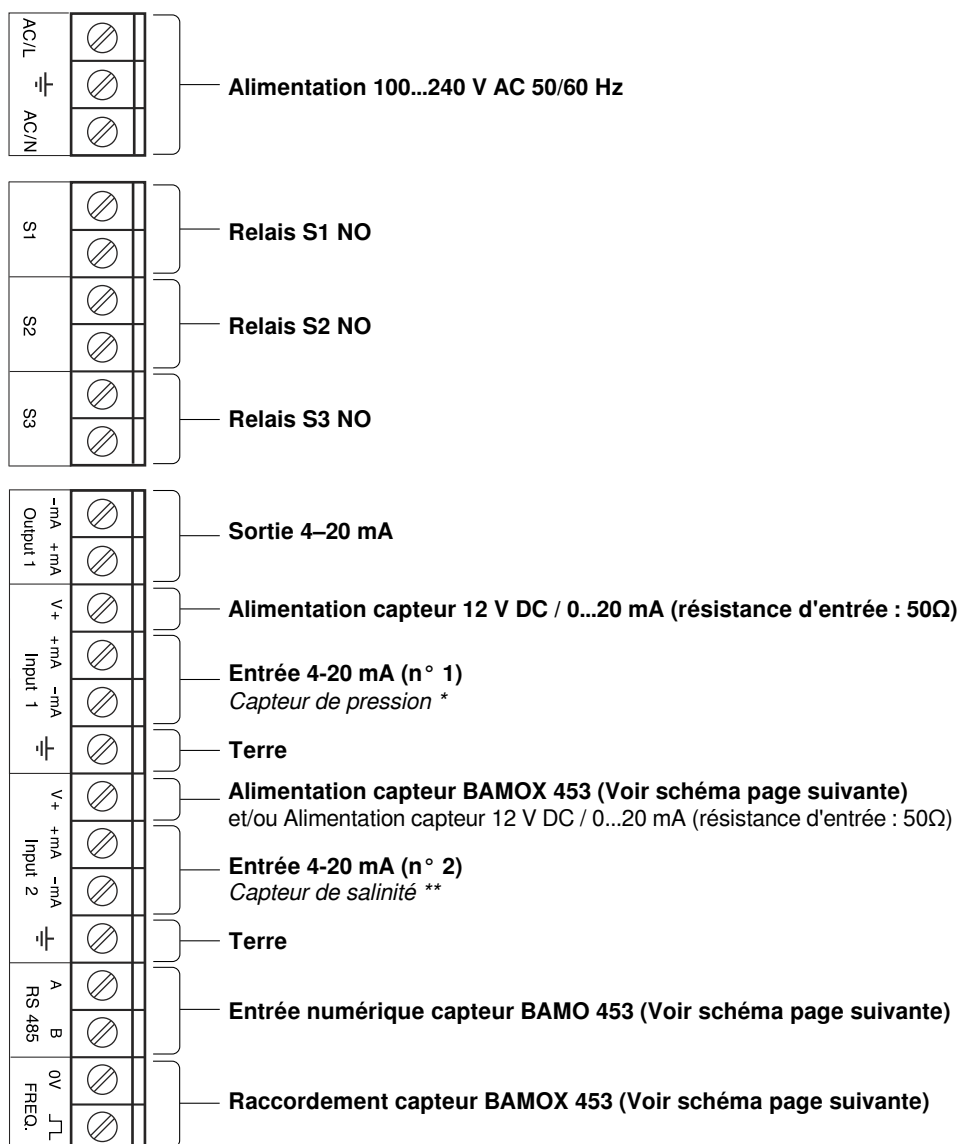 AC/L
AC/N
Alimentation 100...240 V AC 50/60 Hz
S1
Relais S1 NO
S2
Relais S2 NO
S3
Relais S3 NO
-mA +mA
Output 1
Sortie 4–20 mA
V+ +mA -mA
Input 1
Alimentation capteur 12 V DC / 0...20 mA (résistance d'entrée : 50Ω)
Entrée 4-20 mA (n° 1)
Capteur de pression *
Terre
V+ +mA -mA
Input 2
Alimentation capteur BAMOX 453 (Voir schéma page suivante)
et/ou Alimentation capteur 12 V DC / 0...20 mA (résistance d'entrée : 50Ω)
Entrée 4-20 mA (n° 2)
Capteur de salinité **
Terre
A B
RS 485
Entrée numérique capteur BAMO 453 (Voir schéma page suivante)
0V
FREQ.
Raccordement capteur BAMOX 453 (Voir schéma page suivante)